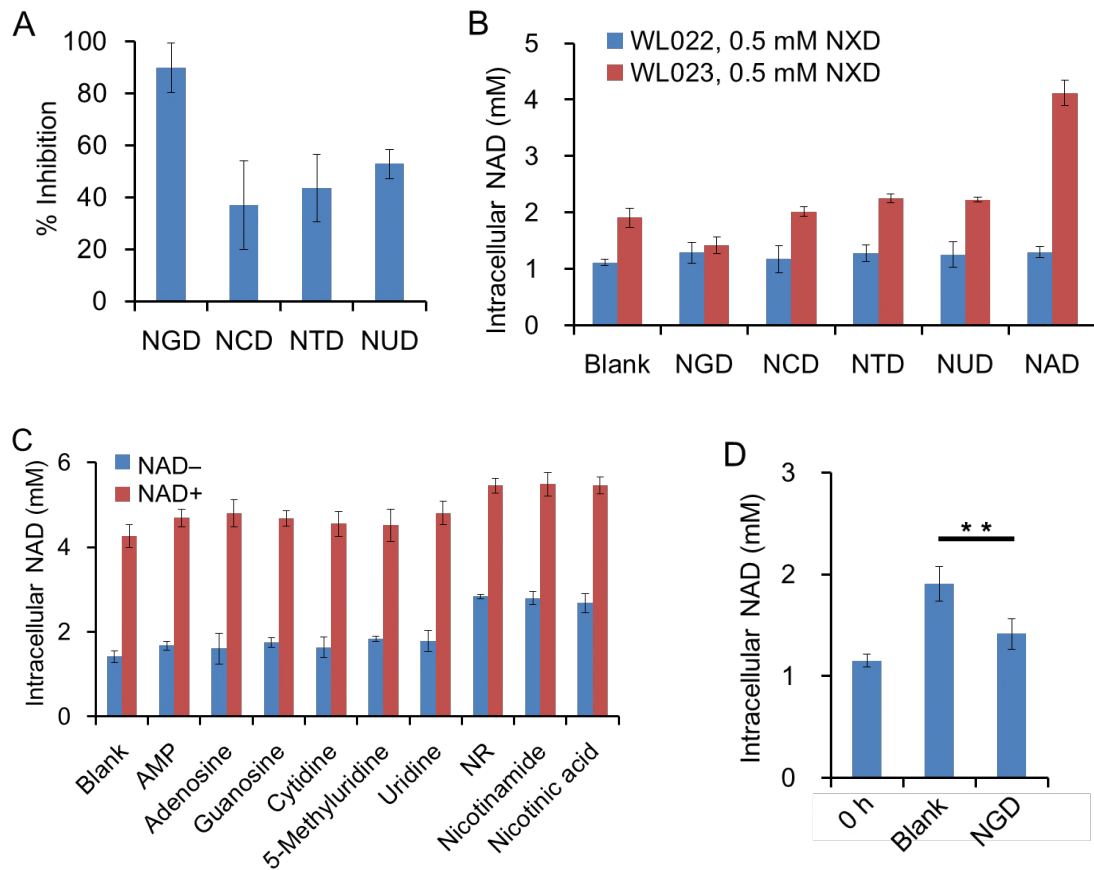 A
% Inhibition
100
80
60
40
20
0
NGD NCD NTD NUD
B
WL022, 0.5 mM NXD
WL023, 0.5 mM NXD
Intracellular NAD (mM)
5
4
3
2
1
0
Blank NGD NCD NTD NUD NAD
C
NAD–
NAD+
Intracellular NAD (mM)
6
4
2
0
Blank
AMP
Adenosine
Guanosine
Cytidine
5-Methyluridine
Uridine
NR
Nicotinamide
Nicotinic acid
D
Intracellular NAD (mM)
3
2
1
0
* *
0 h
Blank
NGD